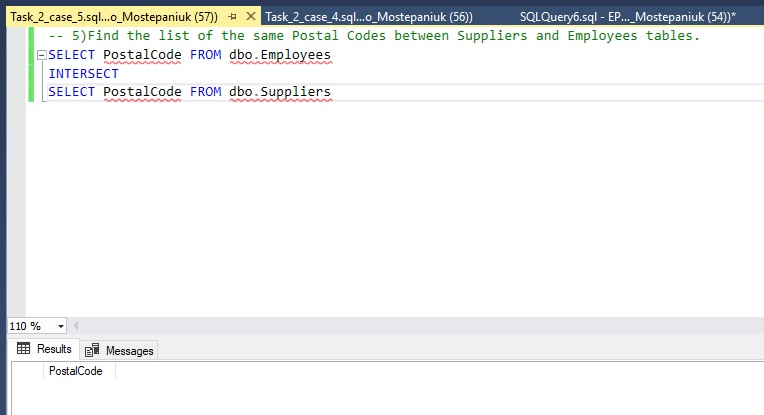 Task_2_case_5.sql...o_Mostepaniuk (57)) Task_2_case_4.sql...o_Mostepaniuk (56)) SQLQuery6.sql - EP..._Mostepaniuk (54))*
-- 5)Find the list of the same Postal Codes between Suppliers and Employees tables.
SELECT PostalCode FROM dbo.Employees
INTERSECT
SELECT PostalCode FROM dbo.Suppliers
110 %
Results Messages
PostalCode